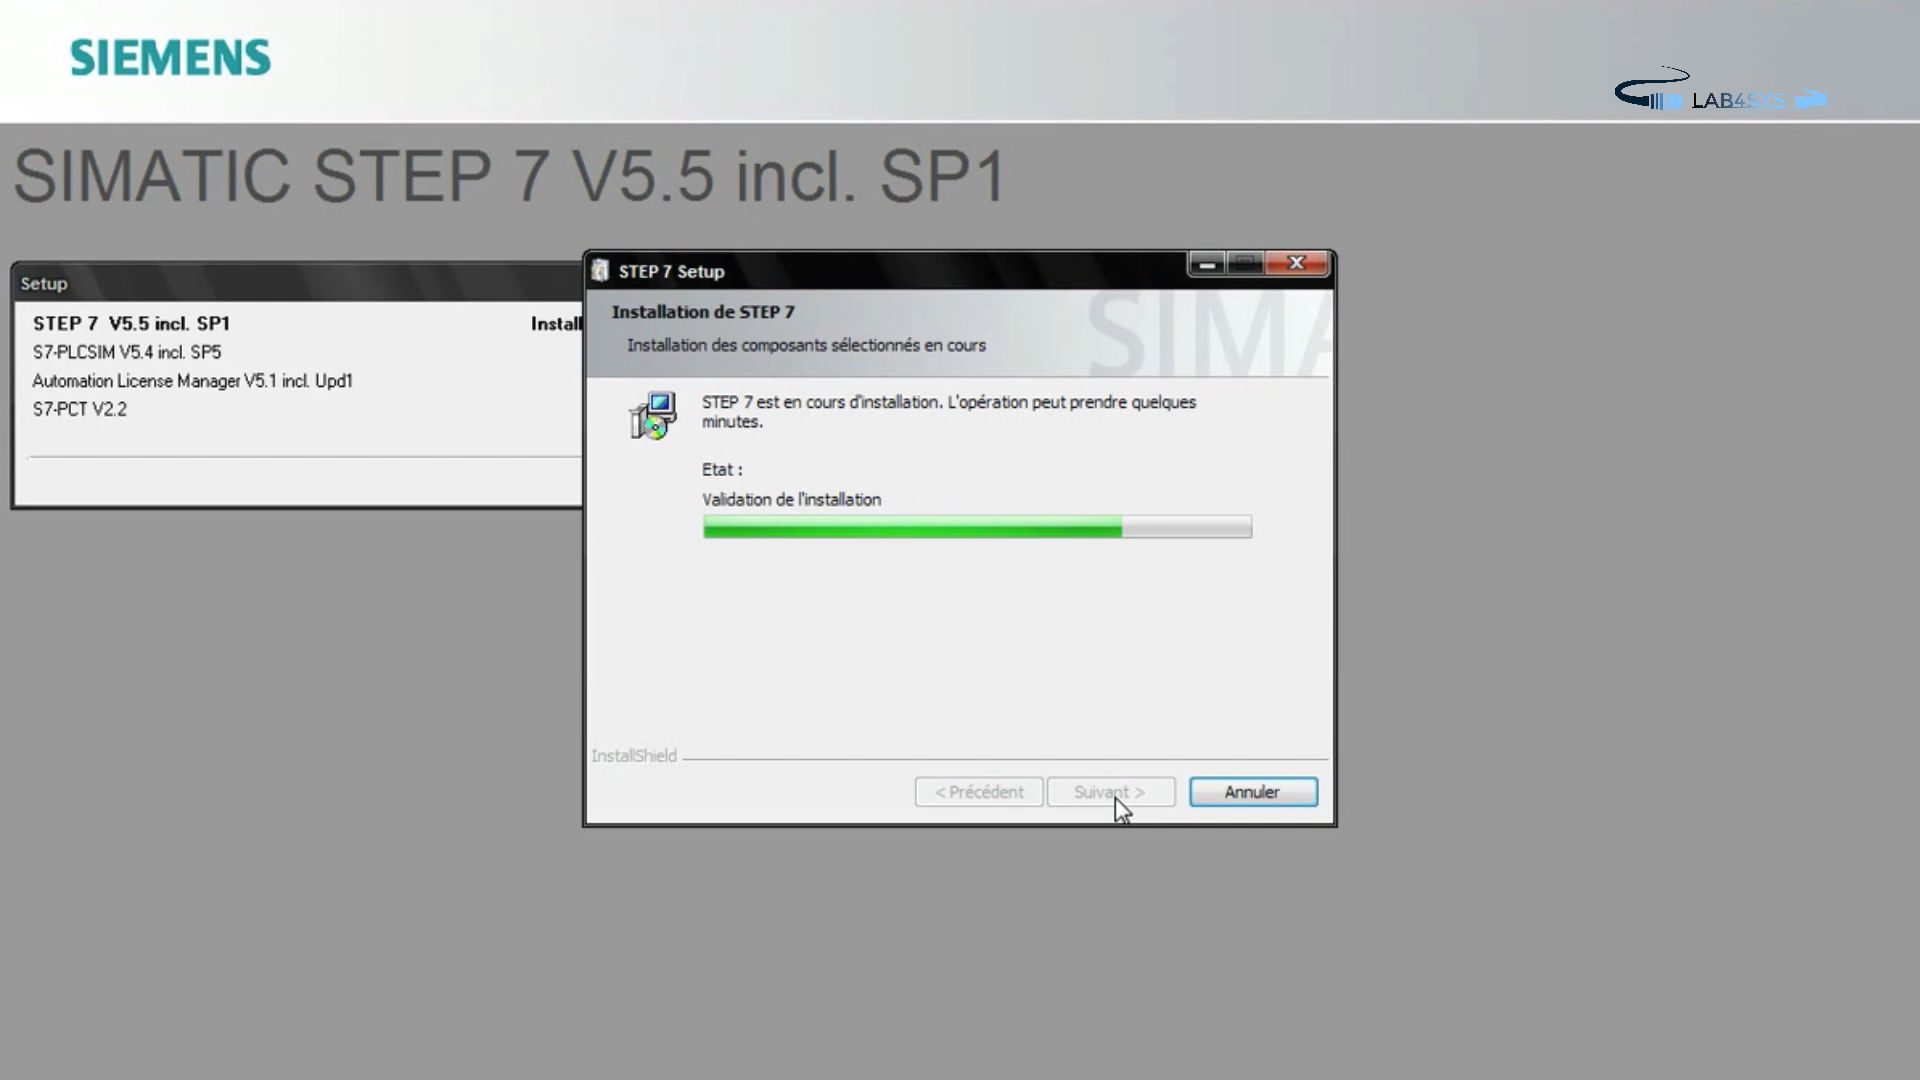 SIEMENS
LAB4SYS
SIMATIC STEP 7 V5.5 incl. SP1
Setup
STEP 7 V5.5 incl. SP1 Install
S7-PLCSIM V5.4 incl. SP5
Automation License Manager V5.1 incl. Upd1
S7-PCT V2.2
STEP 7 Setup
SIMA
Installation de STEP 7
Installation des composants sélectionnés en cours
STEP 7 est en cours d'installation. L'opération peut prendre quelques
minutes.
Etat :
Validation de l'installation
InstallShield
< Précédent Suivant > Annuler